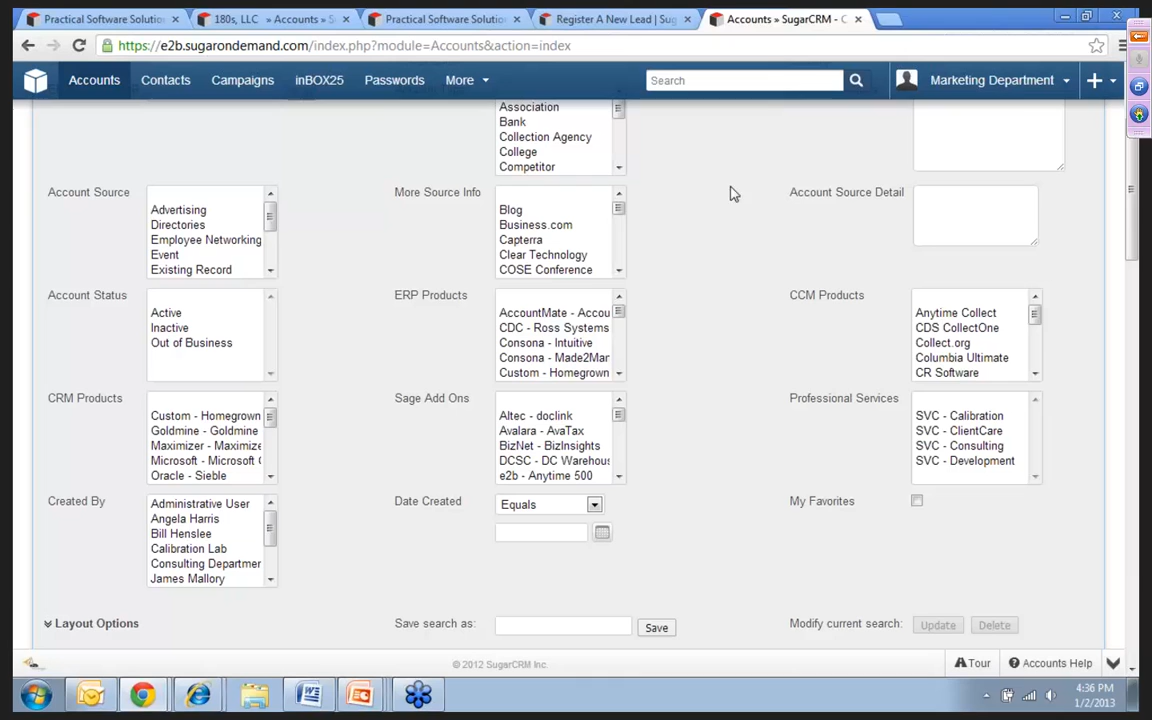 Practical Software Solution
180s, LLC » Accounts » S
Practical Software Solution
Register A New Lead | Sug
Accounts » SugarCRM - C
https://e2b.sugarondemand.com/index.php?module=Accounts&action=index
Accounts
Contacts
Campaigns
inBOX25
Passwords
More
Search
Marketing Department
Association
Bank
Collection Agency
College
Competitor
Account Source
Advertising
Directories
Employee Networking
Event
Existing Record
More Source Info
Blog
Business.com
Capterra
Clear Technology
COSE Conference
Account Source Detail
Account Status
Active
Inactive
Out of Business
ERP Products
AccountMate - Accou
CDC - Ross Systems
Consona - Intuitive
Consona - Made2Mar
Custom - Homegrown
CCM Products
Anytime Collect
CDS CollectOne
Collect.org
Columbia Ultimate
CR Software
CRM Products
Custom - Homegrown
Goldmine - Goldmine
Maximizer - Maximize
Microsoft - Microsoft C
Oracle - Sieble
Sage Add Ons
Altec - doclink
Avalara - AvaTax
BizNet - BizInsights
DCSC - DC Warehous
e2b - Anytime 500
Professional Services
SVC - Calibration
SVC - ClientCare
SVC - Consulting
SVC - Development
Created By
Administrative User
Angela Harris
Bill Henslee
Calibration Lab
Consulting Departmen
James Mallory
Date Created
Equals
My Favorites
Layout Options
Save search as:
Save
Modify current search:
Update
Delete
© 2012 SugarCRM Inc.
Tour
Accounts Help
4:36 PM
1/2/2013